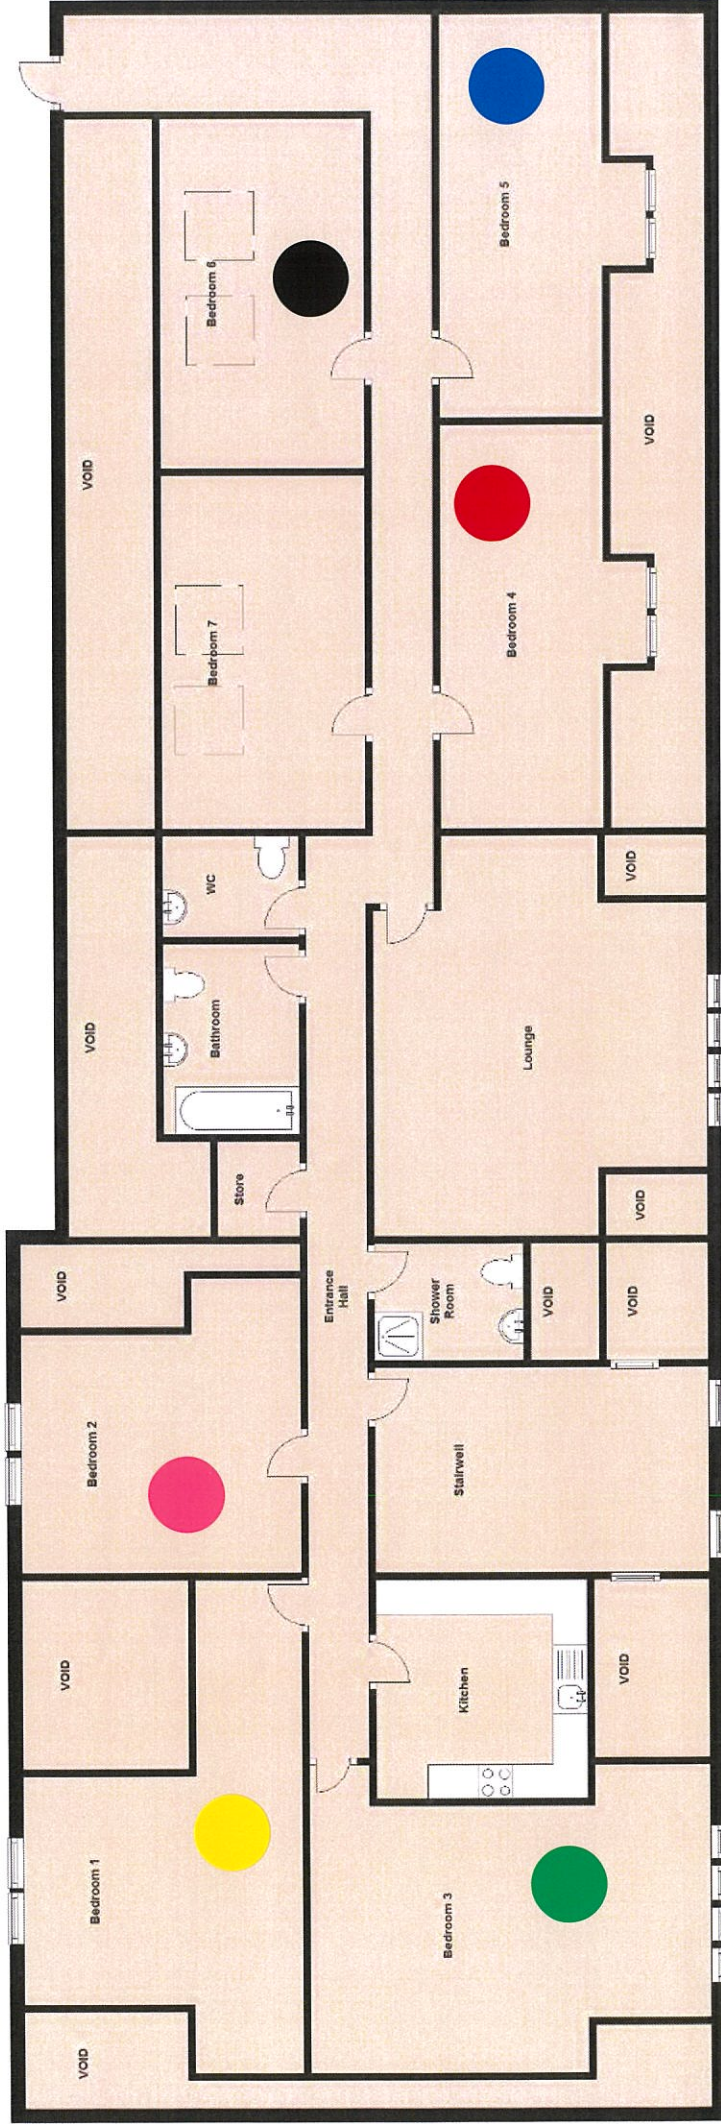 Bedroom 5
Bedroom 6
VOID
VOID
Bedroom 4
Bedroom 7
WC
VOID
VOID
Bathroom
Lounge
Store
VOID
VOID
Entrance
Hall
Shower
Room
VOID
VOID
Bedroom 2
Stairwell
VOID
Kitchen
VOID
Bedroom 1
Bedroom 3
VOID